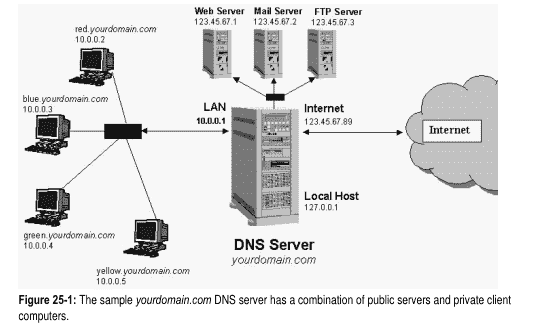 Web Server Mail Server FTP Server
123.45.67.1 123.45.67.2 123.45.67.3
red.yourdomain.com
10.0.0.2
blue.yourdomain.com
10.0.0.3
LAN
10.0.0.1
Internet
123.45.67.89
Internet
Local Host
127.0.0.1
green.yourdomain.com
10.0.0.4
yellow.yourdomain.com
10.0.0.5
DNS Server
yourdomain.com
Figure 25-1: The sample yourdomain.com DNS server has a combination of public servers and private client
computers.